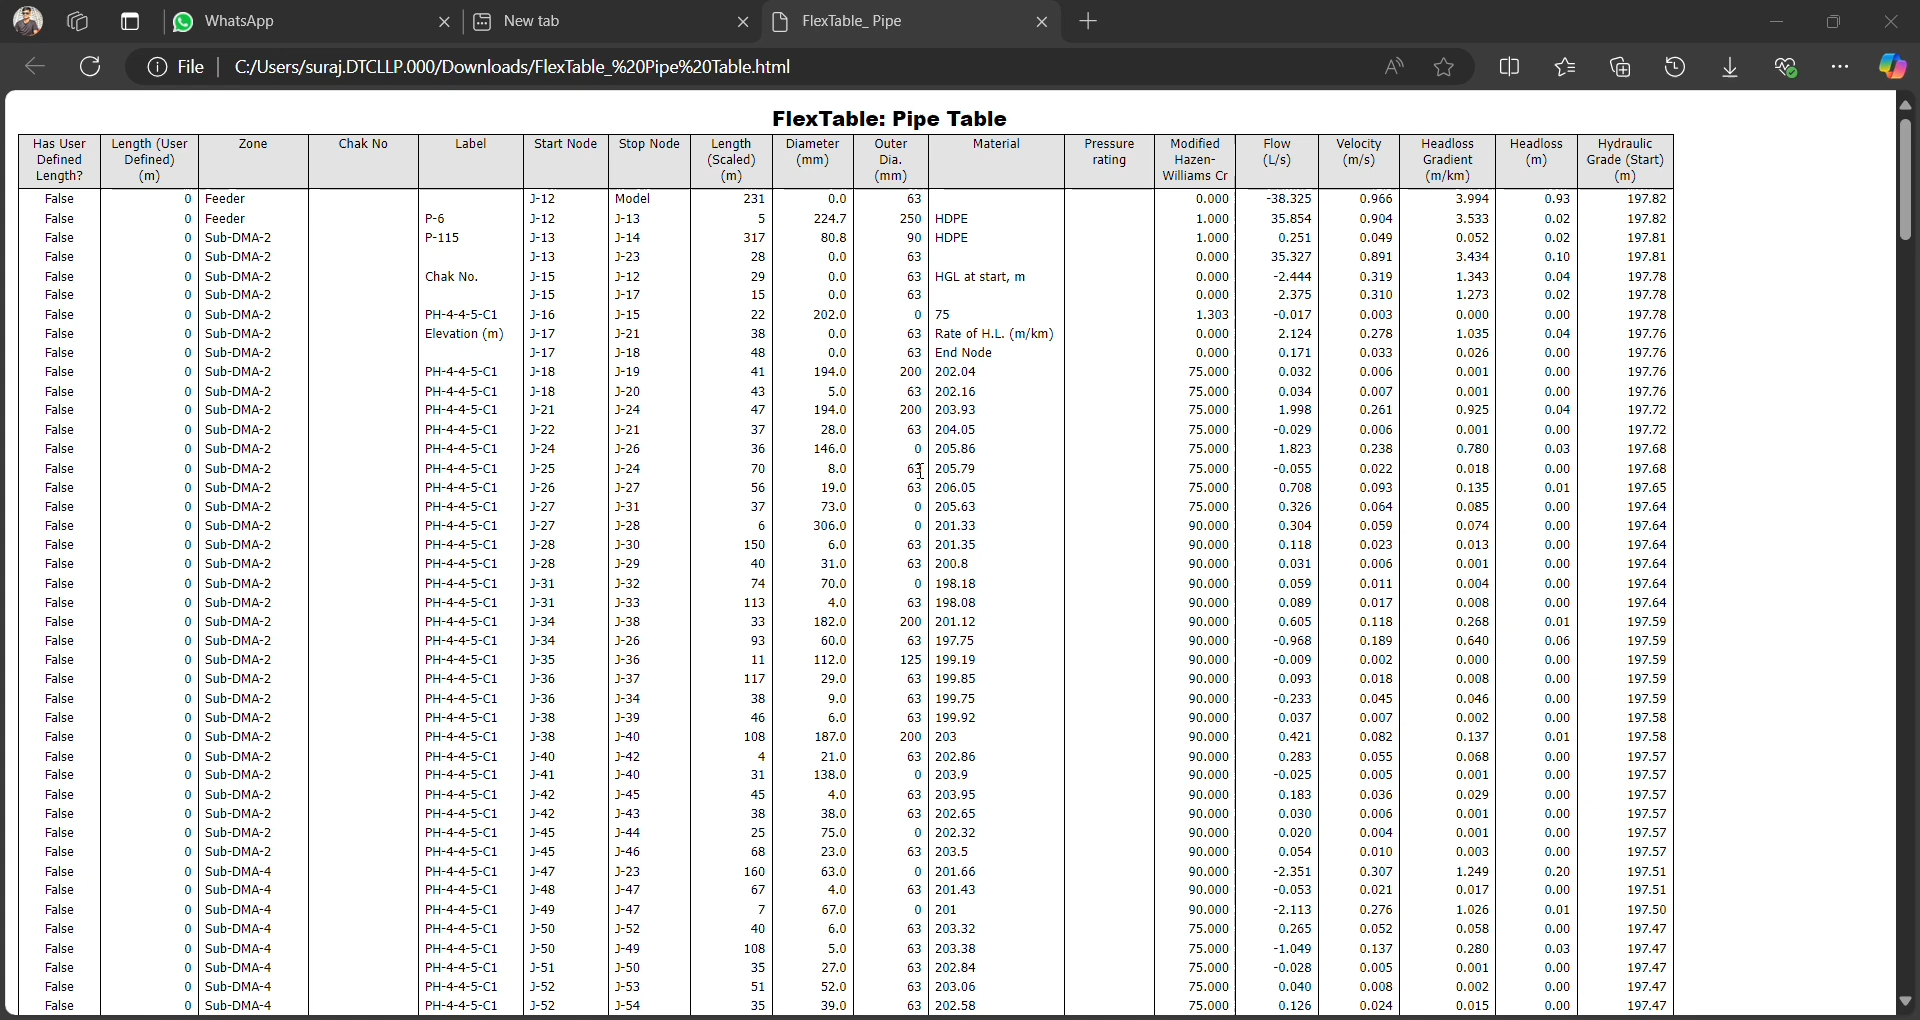 WhatsApp New tab FlexTable_ Pipe
File C:/Users/suraj.DTCLLP.000/Downloads/FlexTable_%20Pipe%20Table.html
FlexTable: Pipe Table
Has User Defined Length? Length (User Defined) (m) Zone Chak No Label Start Node Stop Node Length (Scaled) (m) Diameter (mm) Outer Dia. (mm) Material Pressure rating Modified Hazen-Williams Cr Flow (L/s) Velocity (m/s) Headloss Gradient (m/km) Headloss (m) Hydraulic Grade (Start) (m)
False 0 Feeder J-12 Model 231 0.0 63 0.000 -38.325 0.966 3.994 0.93 197.82
False 0 Feeder P-6 J-12 J-13 5 224.7 250 HDPE 1.000 35.854 0.904 3.533 0.02 197.82
False 0 Sub-DMA-2 P-115 J-13 J-14 317 80.8 90 HDPE 1.000 0.251 0.049 0.052 0.02 197.81
False 0 Sub-DMA-2 J-13 J-23 28 0.0 63 0.000 35.327 0.891 3.434 0.10 197.81
False 0 Sub-DMA-2 Chak No. J-15 J-12 29 0.0 63 HGL at start, m 0.000 -2.444 0.319 1.343 0.04 197.78
False 0 Sub-DMA-2 J-15 J-17 15 0.0 63 0.000 2.375 0.310 1.273 0.02 197.78
False 0 Sub-DMA-2 PH-4-4-5-C1 J-16 J-15 22 202.0 0 75 1.303 -0.017 0.003 0.000 0.00 197.78
False 0 Sub-DMA-2 Elevation (m) J-17 J-21 38 0.0 63 Rate of H.L. (m/km) 0.000 2.124 0.278 1.035 0.04 197.76
False 0 Sub-DMA-2 J-17 J-18 48 0.0 63 End Node 0.000 0.171 0.033 0.026 0.00 197.76
False 0 Sub-DMA-2 PH-4-4-5-C1 J-18 J-19 41 194.0 200 202.04 75.000 0.032 0.006 0.001 0.00 197.76
False 0 Sub-DMA-2 PH-4-4-5-C1 J-18 J-20 43 5.0 63 202.16 75.000 0.034 0.007 0.001 0.00 197.76
False 0 Sub-DMA-2 PH-4-4-5-C1 J-21 J-24 47 194.0 200 203.93 75.000 1.998 0.261 0.925 0.04 197.72
False 0 Sub-DMA-2 PH-4-4-5-C1 J-22 J-21 37 28.0 63 204.05 75.000 -0.029 0.006 0.001 0.00 197.72
False 0 Sub-DMA-2 PH-4-4-5-C1 J-24 J-26 36 146.0 0 205.86 75.000 1.823 0.238 0.780 0.03 197.68
False 0 Sub-DMA-2 PH-4-4-5-C1 J-25 J-24 70 8.0 63 205.79 75.000 -0.055 0.022 0.018 0.00 197.68
False 0 Sub-DMA-2 PH-4-4-5-C1 J-26 J-27 56 19.0 63 206.05 75.000 0.708 0.093 0.135 0.01 197.65
False 0 Sub-DMA-2 PH-4-4-5-C1 J-27 J-31 37 73.0 0 205.63 75.000 0.326 0.064 0.085 0.00 197.64
False 0 Sub-DMA-2 PH-4-4-5-C1 J-27 J-28 6 306.0 0 201.33 90.000 0.304 0.059 0.074 0.00 197.64
False 0 Sub-DMA-2 PH-4-4-5-C1 J-28 J-30 150 6.0 63 201.35 90.000 0.118 0.023 0.013 0.00 197.64
False 0 Sub-DMA-2 PH-4-4-5-C1 J-28 J-29 40 31.0 63 200.8 90.000 0.031 0.006 0.001 0.00 197.64
False 0 Sub-DMA-2 PH-4-4-5-C1 J-31 J-32 74 70.0 0 198.18 90.000 0.059 0.011 0.004 0.00 197.64
False 0 Sub-DMA-2 PH-4-4-5-C1 J-31 J-33 113 4.0 63 198.08 90.000 0.089 0.017 0.008 0.00 197.64
False 0 Sub-DMA-2 PH-4-4-5-C1 J-34 J-38 33 182.0 200 201.12 90.000 0.605 0.118 0.268 0.01 197.59
False 0 Sub-DMA-2 PH-4-4-5-C1 J-34 J-26 93 60.0 63 197.75 90.000 -0.968 0.189 0.640 0.06 197.59
False 0 Sub-DMA-2 PH-4-4-5-C1 J-35 J-36 11 112.0 125 199.19 90.000 -0.009 0.002 0.000 0.00 197.59
False 0 Sub-DMA-2 PH-4-4-5-C1 J-36 J-37 117 29.0 63 199.85 90.000 0.093 0.018 0.008 0.00 197.59
False 0 Sub-DMA-2 PH-4-4-5-C1 J-36 J-34 38 9.0 63 199.75 90.000 -0.233 0.045 0.046 0.00 197.59
False 0 Sub-DMA-2 PH-4-4-5-C1 J-38 J-39 46 6.0 63 199.92 90.000 0.037 0.007 0.002 0.00 197.58
False 0 Sub-DMA-2 PH-4-4-5-C1 J-38 J-40 108 187.0 200 203 90.000 0.421 0.082 0.137 0.01 197.58
False 0 Sub-DMA-2 PH-4-4-5-C1 J-40 J-42 4 21.0 63 202.86 90.000 0.283 0.055 0.068 0.00 197.57
False 0 Sub-DMA-2 PH-4-4-5-C1 J-41 J-40 31 138.0 0 203.9 90.000 -0.025 0.005 0.001 0.00 197.57
False 0 Sub-DMA-2 PH-4-4-5-C1 J-42 J-45 45 4.0 63 203.95 90.000 0.183 0.036 0.029 0.00 197.57
False 0 Sub-DMA-2 PH-4-4-5-C1 J-42 J-43 38 38.0 63 202.65 90.000 0.030 0.006 0.001 0.00 197.57
False 0 Sub-DMA-2 PH-4-4-5-C1 J-45 J-44 25 75.0 0 202.32 90.000 0.020 0.004 0.001 0.00 197.57
False 0 Sub-DMA-2 PH-4-4-5-C1 J-45 J-46 68 23.0 63 203.5 90.000 0.054 0.010 0.003 0.00 197.57
False 0 Sub-DMA-4 PH-4-4-5-C1 J-47 J-23 160 63.0 0 201.66 90.000 -2.351 0.307 1.249 0.20 197.51
False 0 Sub-DMA-4 PH-4-4-5-C1 J-48 J-47 67 4.0 63 201.43 90.000 -0.053 0.021 0.017 0.00 197.51
False 0 Sub-DMA-4 PH-4-4-5-C1 J-49 J-47 7 67.0 0 201 90.000 -2.113 0.276 1.026 0.01 197.50
False 0 Sub-DMA-4 PH-4-4-5-C1 J-50 J-52 40 6.0 63 203.32 75.000 0.265 0.052 0.058 0.00 197.47
False 0 Sub-DMA-4 PH-4-4-5-C1 J-50 J-49 108 5.0 63 203.38 75.000 -1.049 0.137 0.280 0.03 197.47
False 0 Sub-DMA-4 PH-4-4-5-C1 J-51 J-50 35 27.0 63 202.84 75.000 -0.028 0.005 0.001 0.00 197.47
False 0 Sub-DMA-4 PH-4-4-5-C1 J-52 J-53 51 52.0 63 203.06 75.000 0.040 0.008 0.002 0.00 197.47
False 0 Sub-DMA-4 PH-4-4-5-C1 J-52 J-54 35 39.0 63 202.58 75.000 0.126 0.024 0.015 0.00 197.47